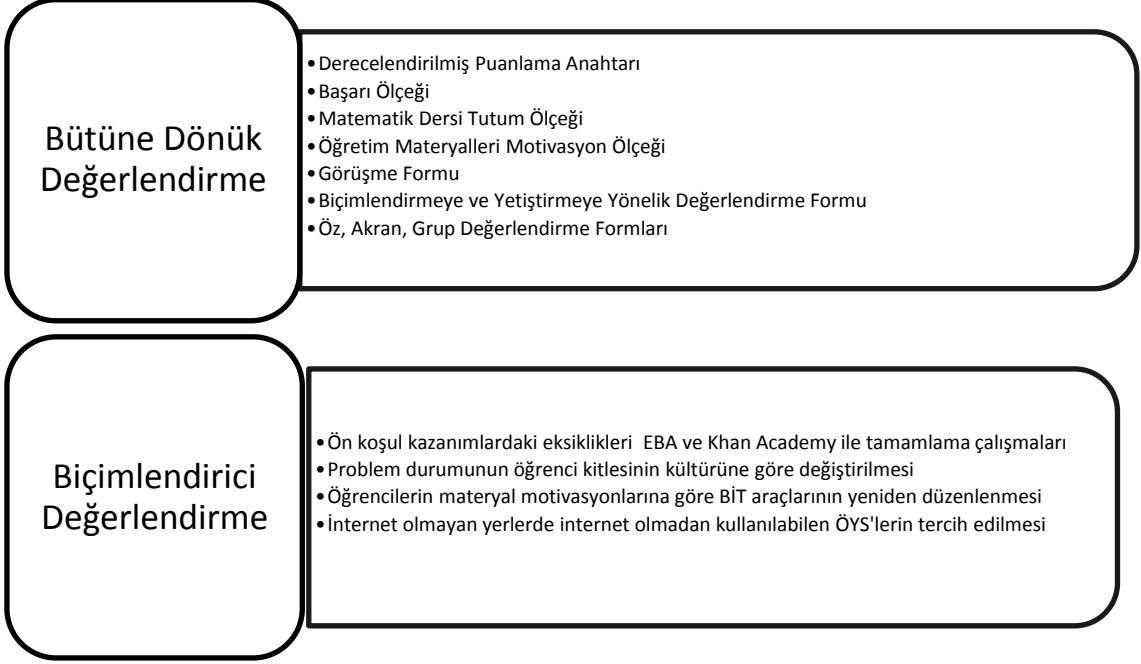 Bütüne Dönük
Değerlendirme
•Derecelendirilmiş Puanlama Anahtarı
•Başarı Ölçeği
•Matematik Dersi Tutum Ölçeği
•Öğretim Materyalleri Motivasyon Ölçeği
•Görüşme Formu
•Biçimlendirmeye ve Yetiştirmeye Yönelik Değerlendirme Formu
•Öz, Akran, Grup Değerlendirme Formları
Biçimlendirici
Değerlendirme
•Ön koşul kazanımlardaki eksiklikleri EBA ve Khan Academy ile tamamlama çalışmaları
•Problem durumunun öğrenci kitlesinin kültürüne göre değiştirilmesi
•Öğrencilerin materyal motivasyonlarına göre BİT araçlarının yeniden düzenlenmesi
•İnternet olmayan yerlerde internet olmadan kullanılabilen ÖYS'lerin tercih edilmesi